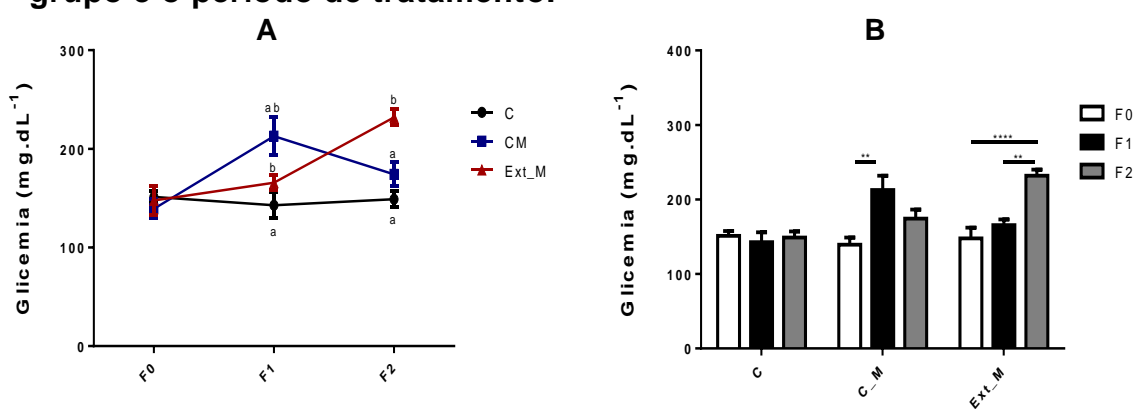 grupo e o período de tratamento.
A
B
Glicemia (mg.dL⁻¹)
300
200
100
0
ab
b
a
b
a
a
F0
F1
F2
C
CM
Ext_M
Glicemia (mg.dL⁻¹)
400
300
200
100
0
**
****
**
C
C_M
Ext_M
F0
F1
F2